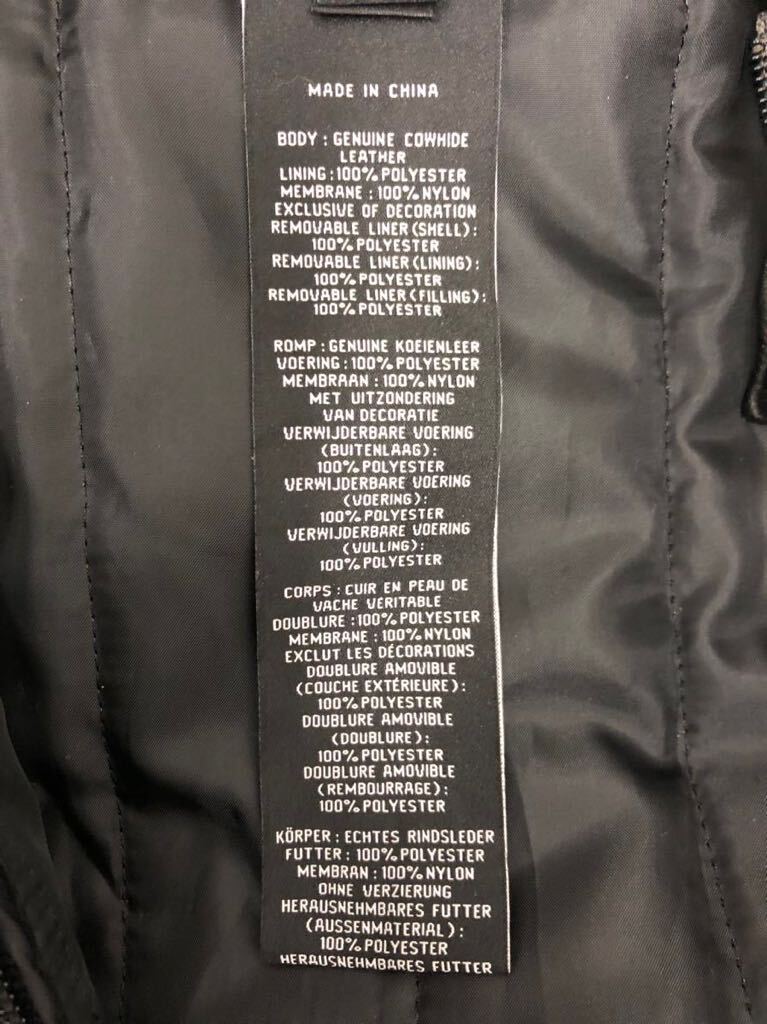 MADE IN CHINA
BODY : GENUINE COWHIDE
LEATHER
LINING : 100% POLYESTER
MEMBRANE : 100% NYLON
EXCLUSIVE OF DECORATION
REMOVABLE LINER (SHELL) :
100% POLYESTER
REMOVABLE LINER (LINING) :
100% POLYESTER
REMOVABLE LINER (FILLING) :
100% POLYESTER
ROMP : GENUINE KOEIENLEER
VOERING : 100% POLYESTER
MEMBRAAN : 100% NYLON
MET UITZONDERING
VAN DECORATIE
VERWIJDERBARE VOERING
(BUITENLAAG) :
100% POLYESTER
VERWIJDERBARE VOERING
(VOERING) :
100% POLYESTER
VERWIJDERBARE VOERING
(VULLING) :
100% POLYESTER
CORPS : CUIR EN PEAU DE
VACHE VERITABLE
DOUBLURE : 100% POLYESTER
MEMBRANE : 100% NYLON
EXCLUT LES DÉCORATIONS
DOUBLURE AMOVIBLE
(COUCHE EXTÉRIEURE) :
100% POLYESTER
DOUBLURE AMOVIBLE
(DOUBLURE) :
100% POLYESTER
DOUBLURE AMOVIBLE
(REMBOURRAGE) :
100% POLYESTER
KÖRPER : ECHTES RINDSLEDER
FUTTER : 100% POLYESTER
MEMBRAN : 100% NYLON
OHNE VERZIERUNG
HERAUSNEHMBARES FUTTER
(AUSSENMATERIAL) :
100% POLYESTER
HERAUSNEHMBARES FUTTER